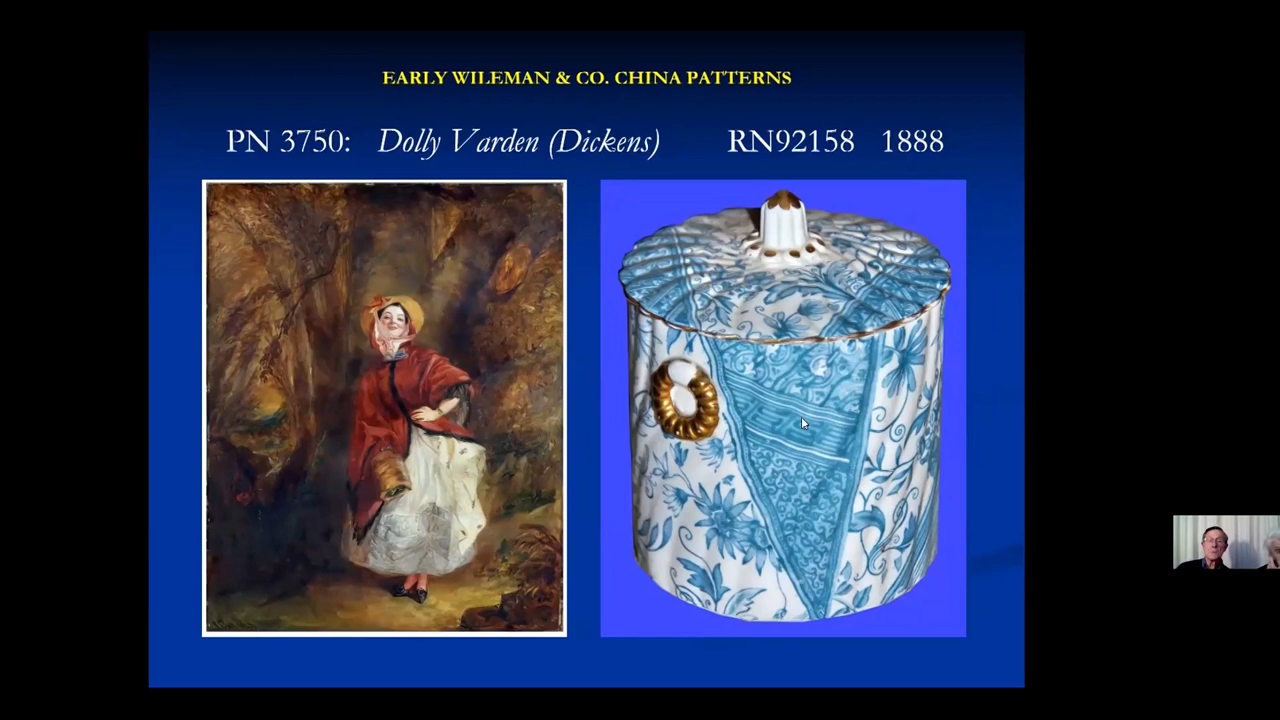 EARLY WILEMAN & CO. CHINA PATTERNS
PN 3750: Dolly Varden (Dickens) RN92158 1888